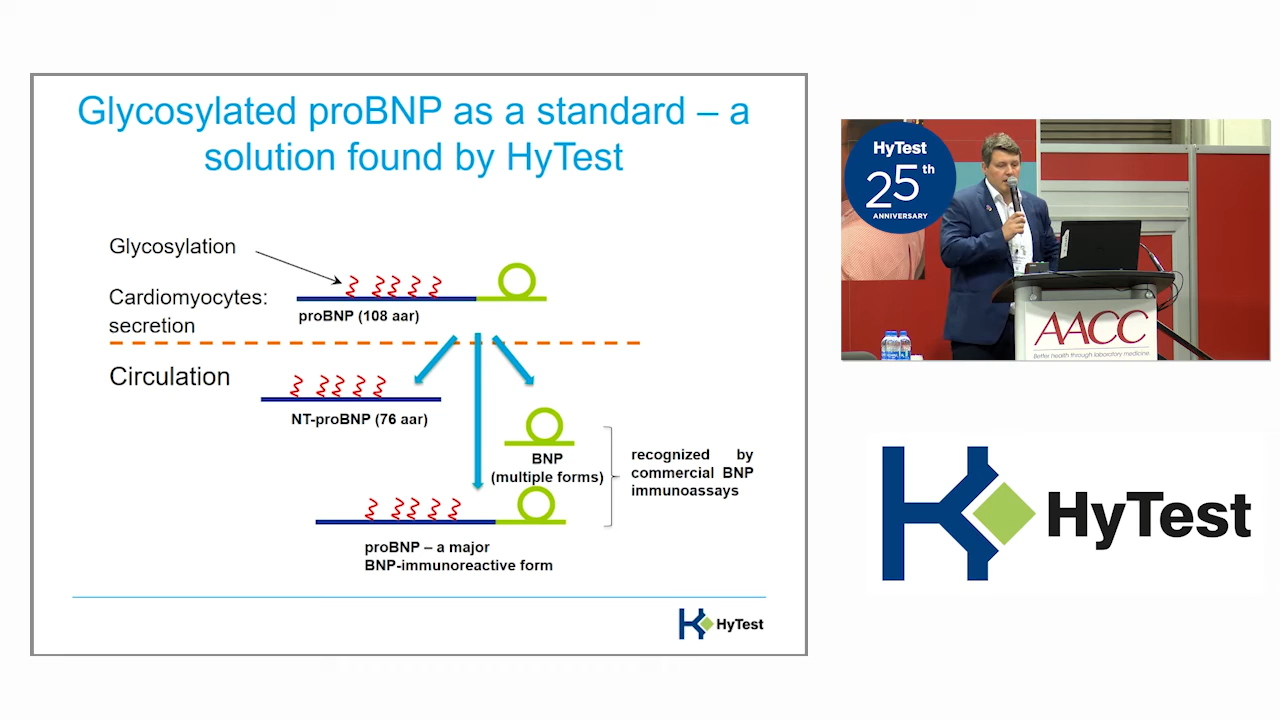 Glycosylated proBNP as a standard – a
solution found by HyTest
Glycosylation
Cardiomyocytes:
secretion
proBNP (108 aar)
Circulation
NT-proBNP (76 aar)
BNP
(multiple forms)
recognized by
commercial BNP
immunoassays
proBNP – a major
BNP-immunoreactive form
HyTest
HyTest
25th
ANNIVERSARY
AACC
Better health through laboratory medicine.
HyTest